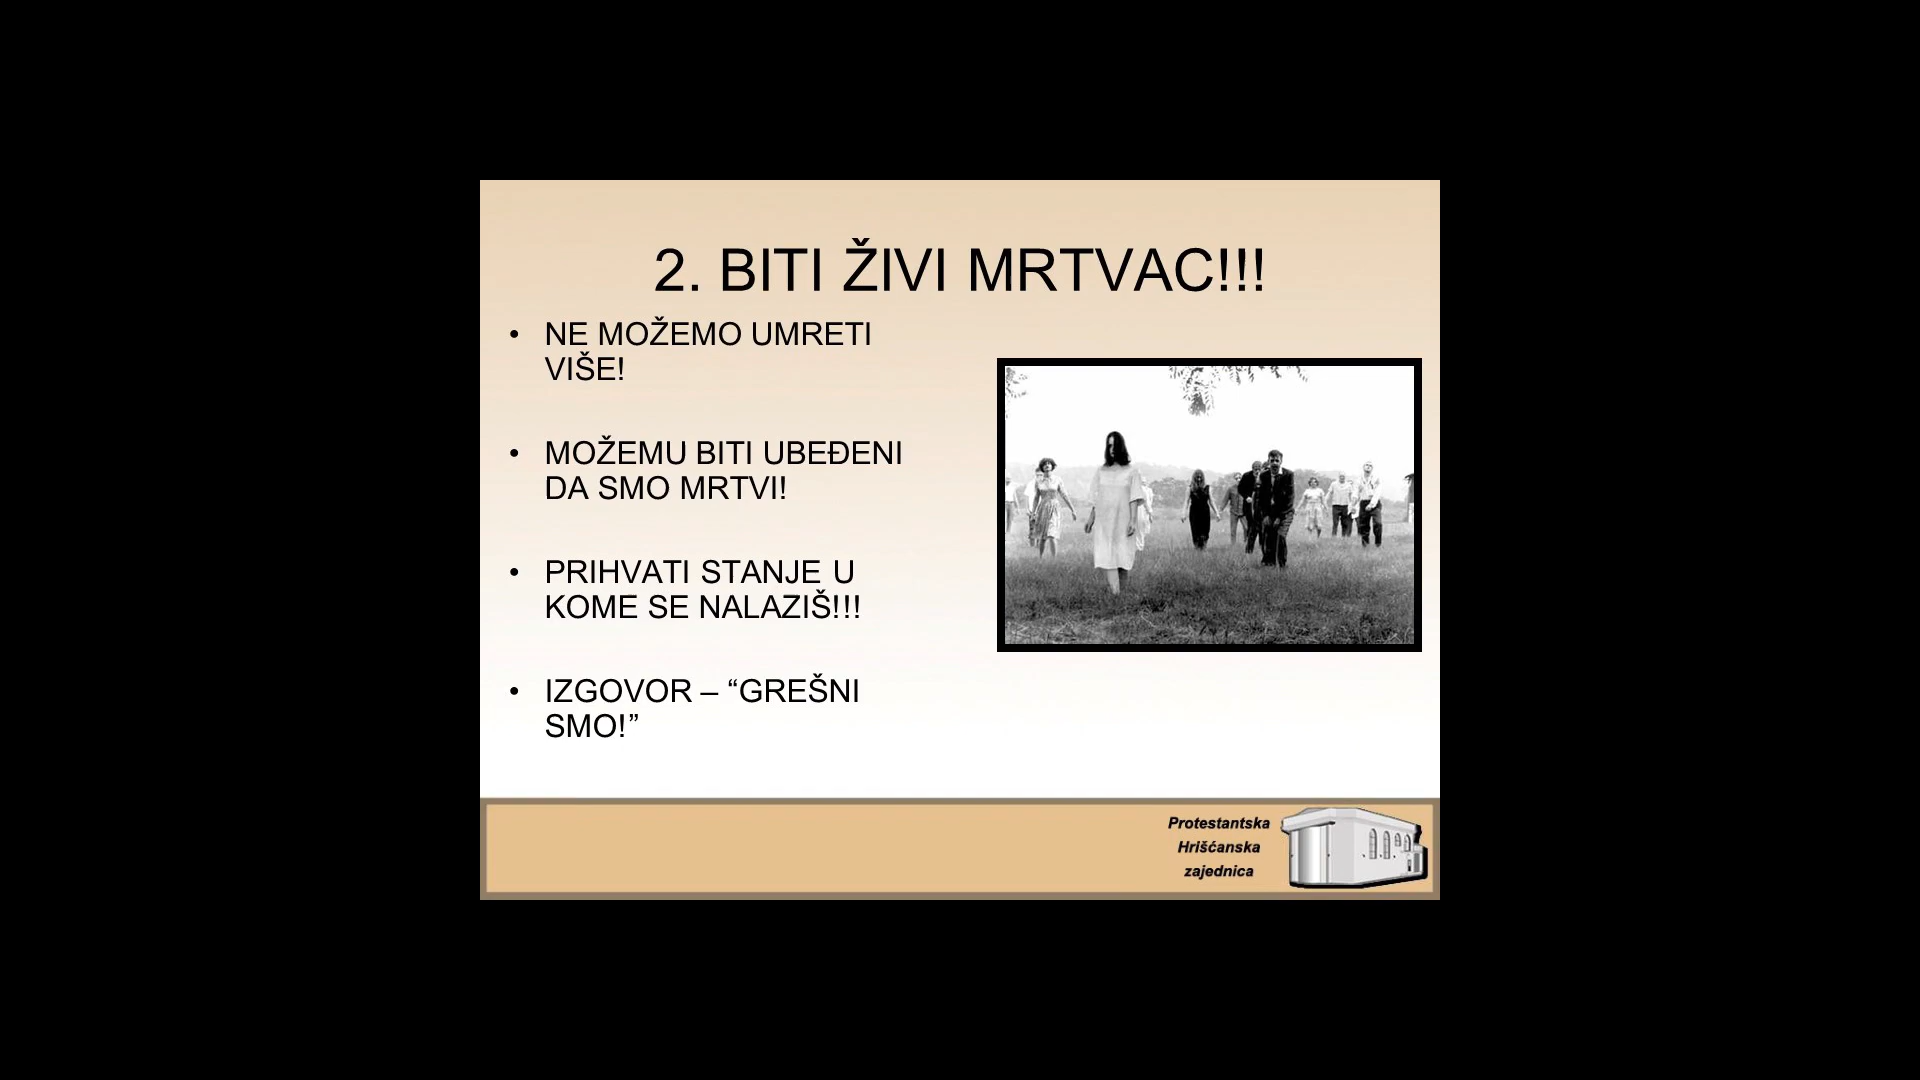 2. BITI ŽIVI MRTVAC!!!
• NE MOŽEMO UMRETI
VIŠE!
• MOŽEMU BITI UBEĐENI
DA SMO MRTVI!
• PRIHVATI STANJE U
KOME SE NALAZIŠ!!!
• IZGOVOR – “GREŠNI
SMO!”
Protestantska
Hrišćanska
zajednica